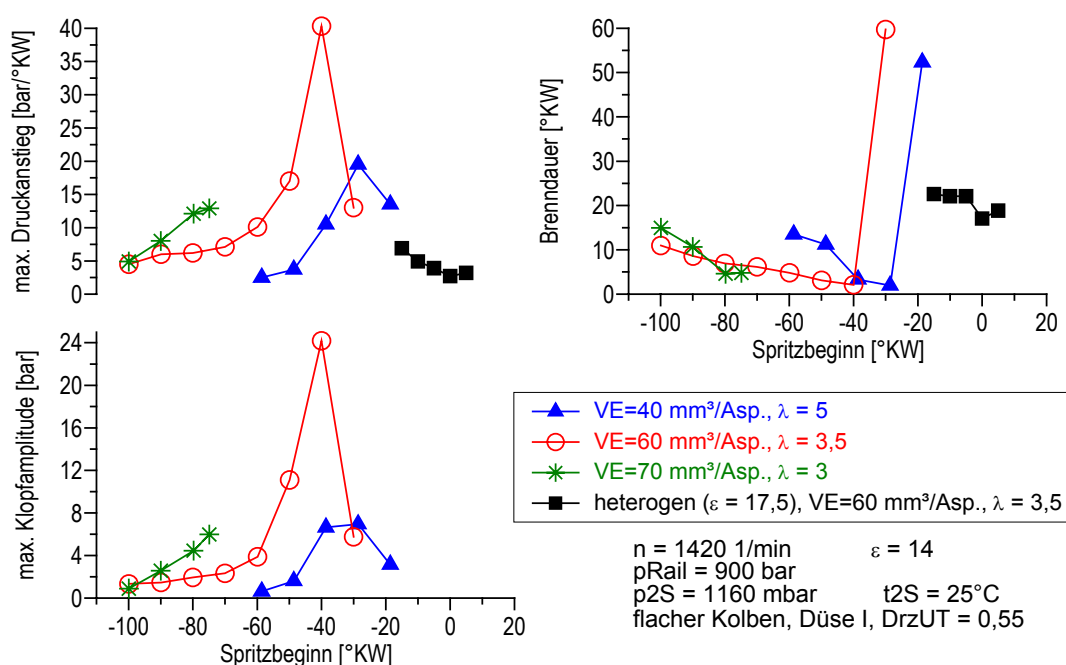 max. Druckanstieg [bar/°KW]
40
35
30
25
20
15
10
5
0
Brenndauer [°KW]
60
50
40
30
20
10
0
-100 -80 -60 -40 -20 0 20
Spritzbeginn [°KW]
max. Klopfamplitude [bar]
24
20
16
12
8
4
0
-100 -80 -60 -40 -20 0 20
Spritzbeginn [°KW]
VE=40 mm³/Asp., λ = 5
VE=60 mm³/Asp., λ = 3,5
VE=70 mm³/Asp., λ = 3
heterogen (ε = 17,5), VE=60 mm³/Asp., λ = 3,5
n = 1420 1/min ε = 14
pRail = 900 bar
p2S = 1160 mbar t2S = 25°C
flacher Kolben, Düse I, DrzUT = 0,55